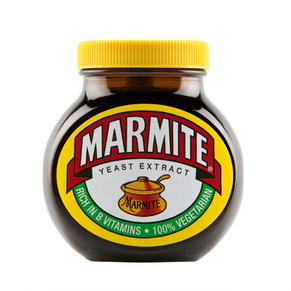 MARMITE
YEAST EXTRACT
MARMITE
RICH IN B VITAMINS • 100% VEGETARIAN